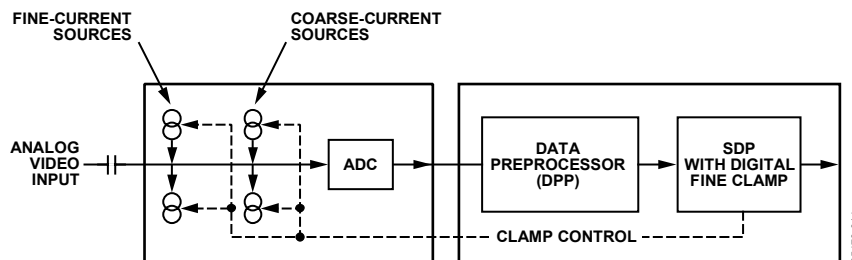 FINE-CURRENT
SOURCES
COARSE-CURRENT
SOURCES
ANALOG
VIDEO
INPUT
ADC
DATA
PREPROCESSOR
(DPP)
SDP
WITH DIGITAL
FINE CLAMP
CLAMP CONTROL